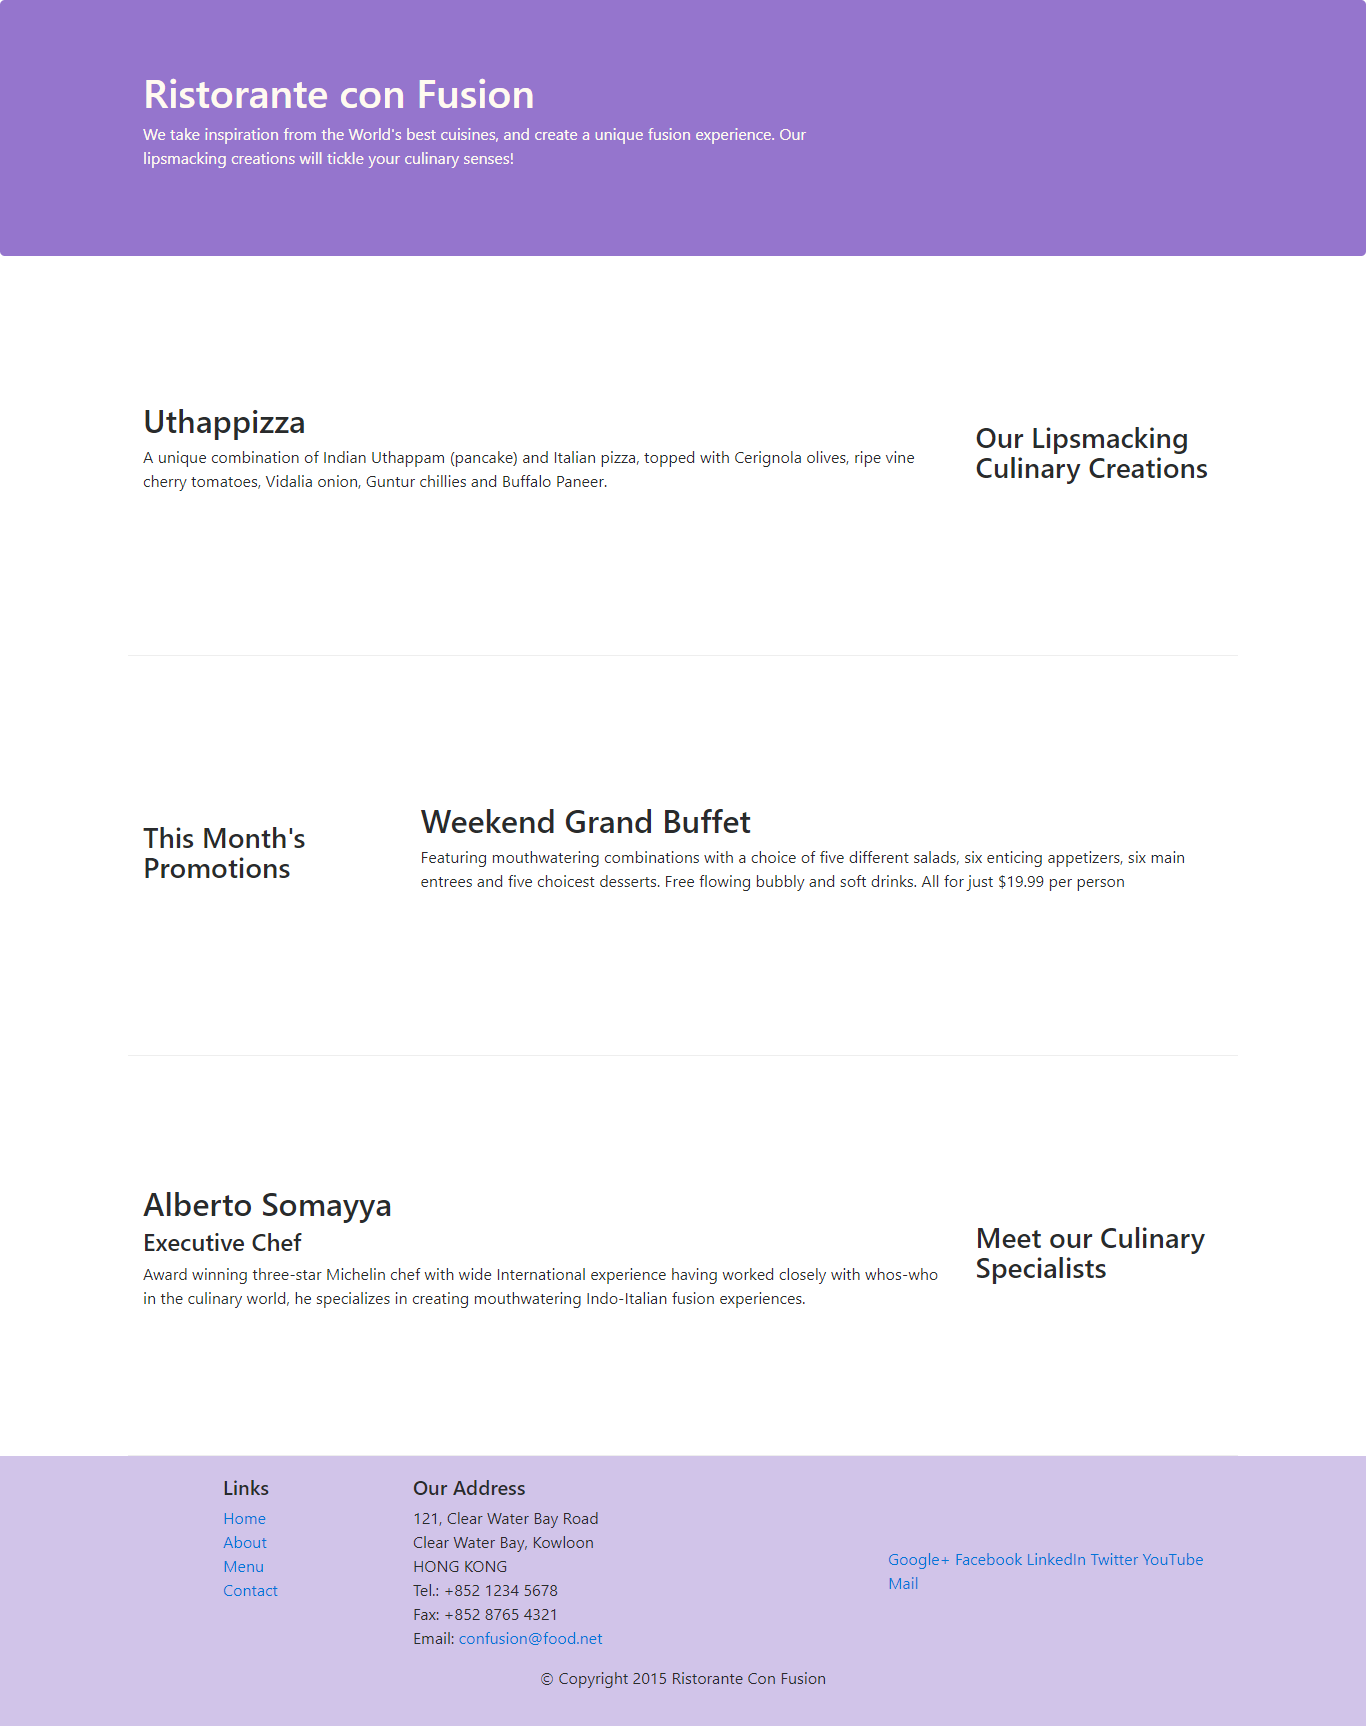 Ristorante con Fusion
We take inspiration from the World's best cuisines, and create a unique fusion experience. Our
lipsmacking creations will tickle your culinary senses!
Uthappizza
A unique combination of Indian Uthappam (pancake) and Italian pizza, topped with Cerignola olives, ripe vine
cherry tomatoes, Vidalia onion, Guntur chillies and Buffalo Paneer.
Our Lipsmacking
Culinary Creations
This Month's
Promotions
Weekend Grand Buffet
Featuring mouthwatering combinations with a choice of five different salads, six enticing appetizers, six main
entrees and five choicest desserts. Free flowing bubbly and soft drinks. All for just $19.99 per person
Alberto Somayya
Executive Chef
Award winning three-star Michelin chef with wide International experience having worked closely with whos-who
in the culinary world, he specializes in creating mouthwatering Indo-Italian fusion experiences.
Meet our Culinary
Specialists
Links
Home
About
Menu
Contact
Our Address
121, Clear Water Bay Road
Clear Water Bay, Kowloon
HONG KONG
Tel.: +852 1234 5678
Fax: +852 8765 4321
Email: confusion@food.net
Google+ Facebook LinkedIn Twitter YouTube
Mail
© Copyright 2015 Ristorante Con Fusion